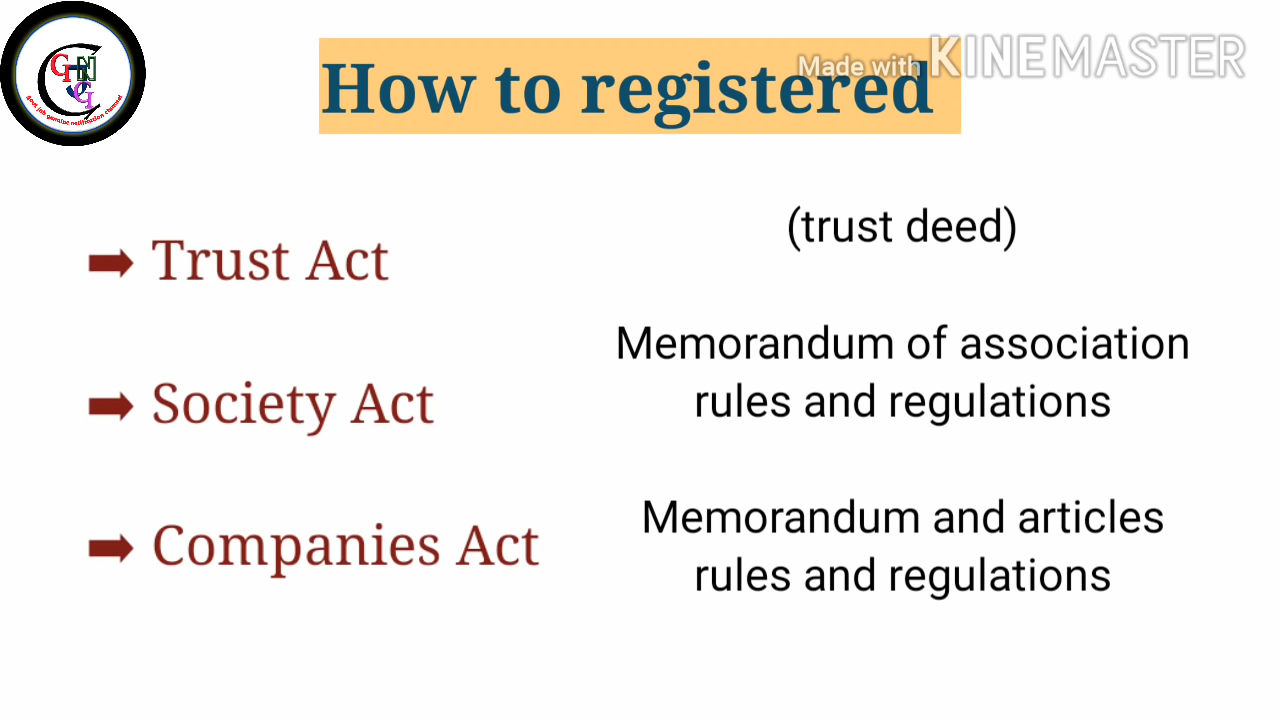 How to registered
Made with KINEMASTER
(trust deed)
➡ Trust Act
Memorandum of association
rules and regulations
➡ Society Act
Memorandum and articles
rules and regulations
➡ Companies Act